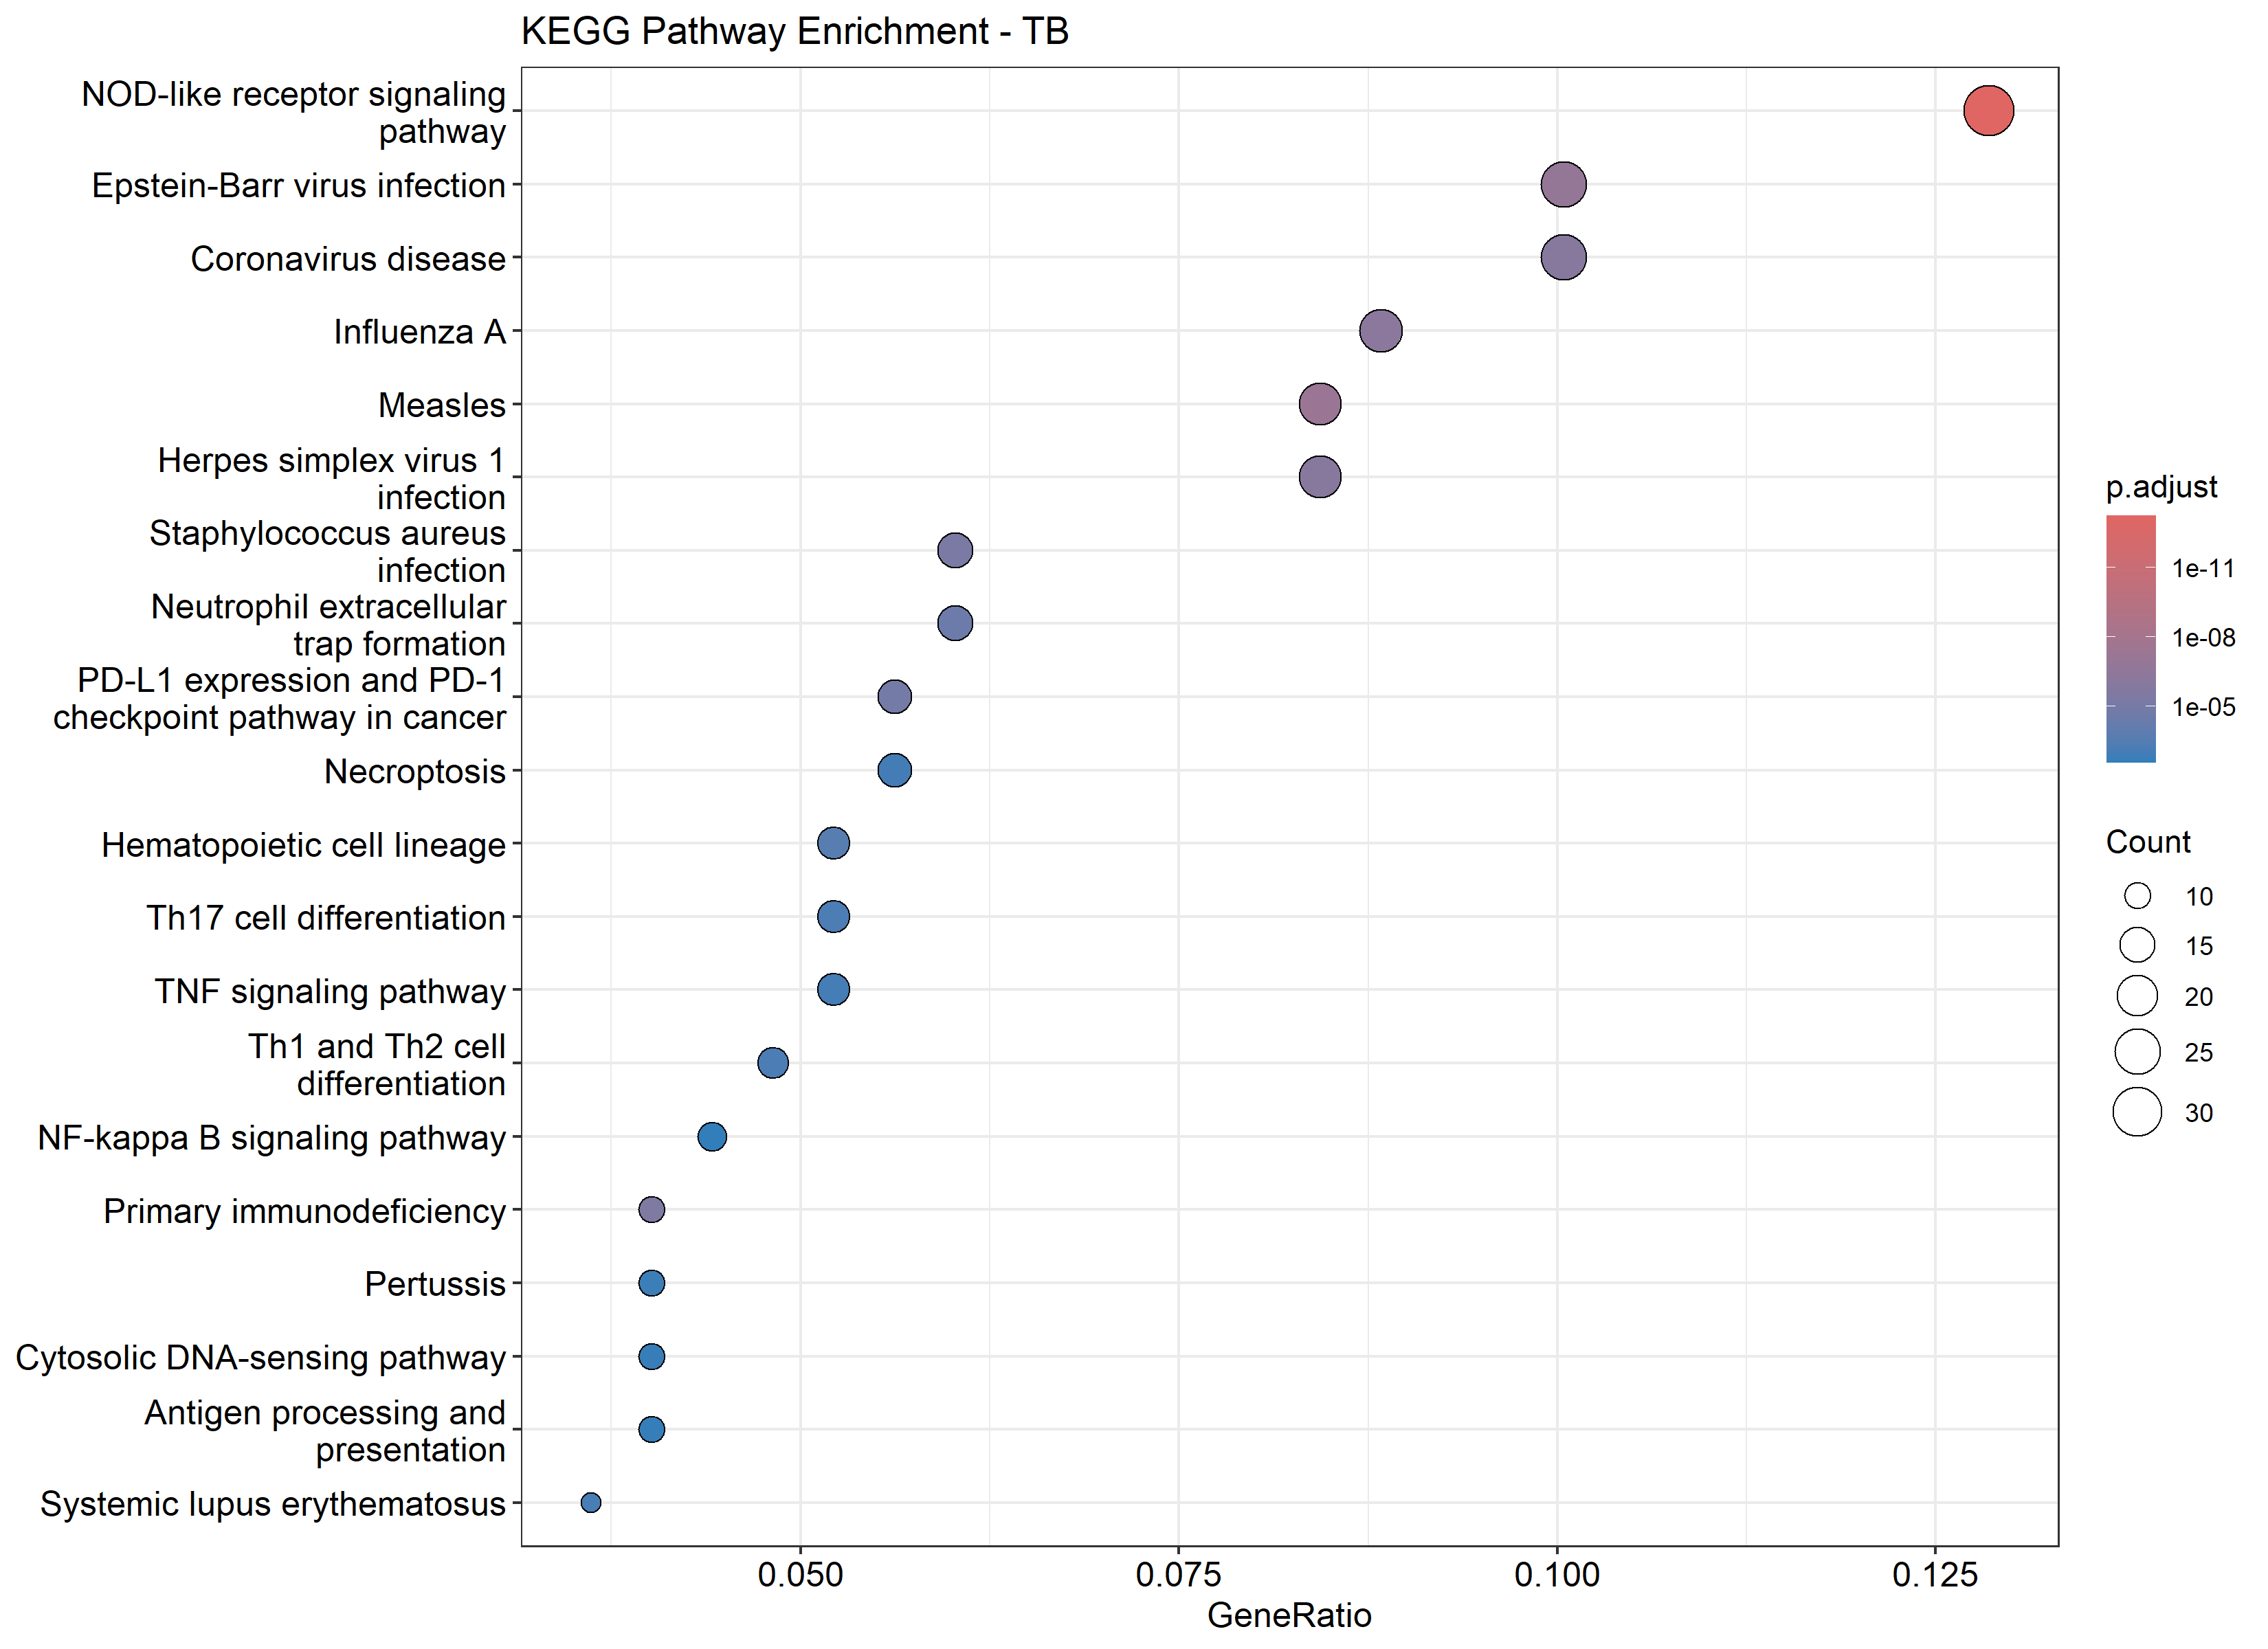 KEGG Pathway Enrichment - TB
NOD-like receptor signaling
pathway
Epstein-Barr virus infection
Coronavirus disease
Influenza A
Measles
Herpes simplex virus 1
infection
Staphylococcus aureus
infection
Neutrophil extracellular
trap formation
PD-L1 expression and PD-1
checkpoint pathway in cancer
Necroptosis
Hematopoietic cell lineage
Th17 cell differentiation
TNF signaling pathway
Th1 and Th2 cell
differentiation
NF-kappa B signaling pathway
Primary immunodeficiency
Pertussis
Cytosolic DNA-sensing pathway
Antigen processing and
presentation
Systemic lupus erythematosus
0.050 0.075 0.100 0.125
GeneRatio
p.adjust
1e-11
1e-08
1e-05
Count
10
15
20
25
30